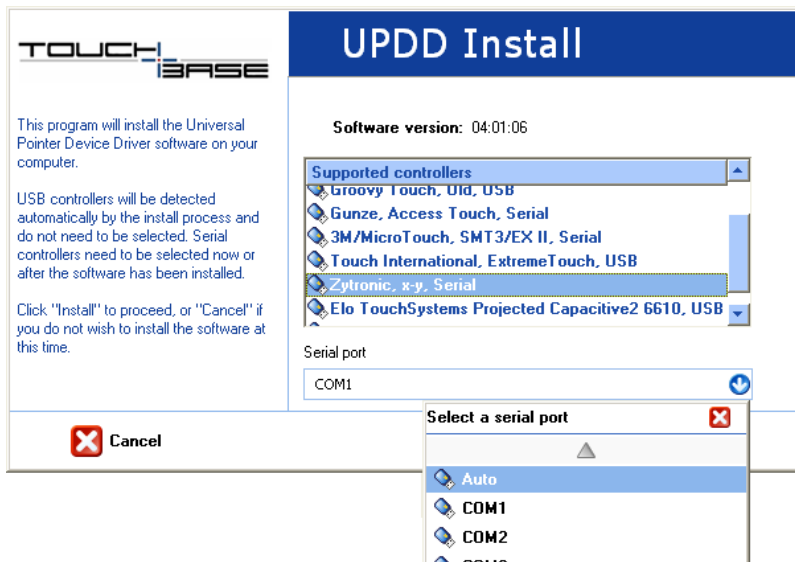 TOUCH
BASE
UPDD Install
This program will install the Universal
Pointer Device Driver software on your
computer.
USB controllers will be detected
automatically by the install process and
do not need to be selected. Serial
controllers need to be selected now or
after the software has been installed.
Click "Install" to proceed, or "Cancel" if
you do not wish to install the software at
this time.
Software version: 04:01:06
Supported controllers
Groovy Touch, Old, USB
Gunze, Access Touch, Serial
3M/MicroTouch, SMT3/EX II, Serial
Touch International, ExtremeTouch, USB
Zytronic, x-y, Serial
Elo TouchSystems Projected Capacitive2 6610, USB
Serial port
COM1
Select a serial port
Auto
COM1
COM2
Cancel